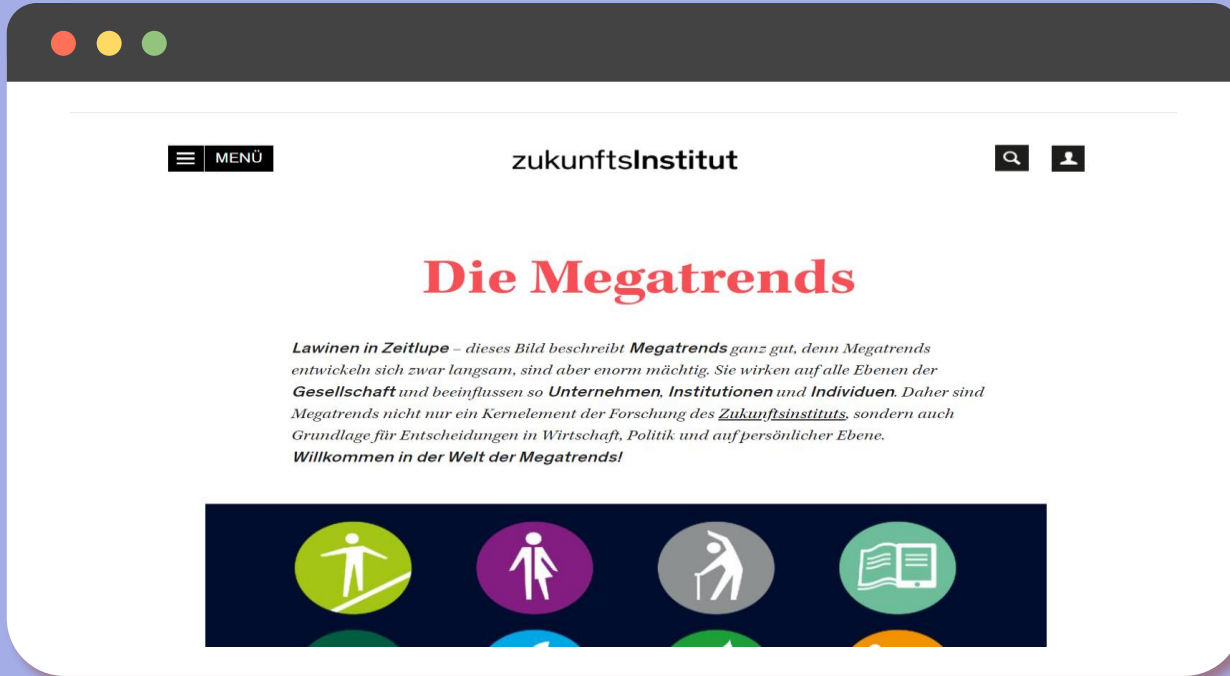 MENÜ
zukunftsInstitut
Die Megatrends
Lawinen in Zeitlupe – dieses Bild beschreibt Megatrends ganz gut, denn Megatrends
entwickeln sich zwar langsam, sind aber enorm mächtig. Sie wirken auf alle Ebenen der
Gesellschaft und beeinflussen so Unternehmen, Institutionen und Individuen. Daher sind
Megatrends nicht nur ein Kernelement der Forschung des Zukunftsinstituts, sondern auch
Grundlage für Entscheidungen in Wirtschaft, Politik und auf persönlicher Ebene.
Willkommen in der Welt der Megatrends!